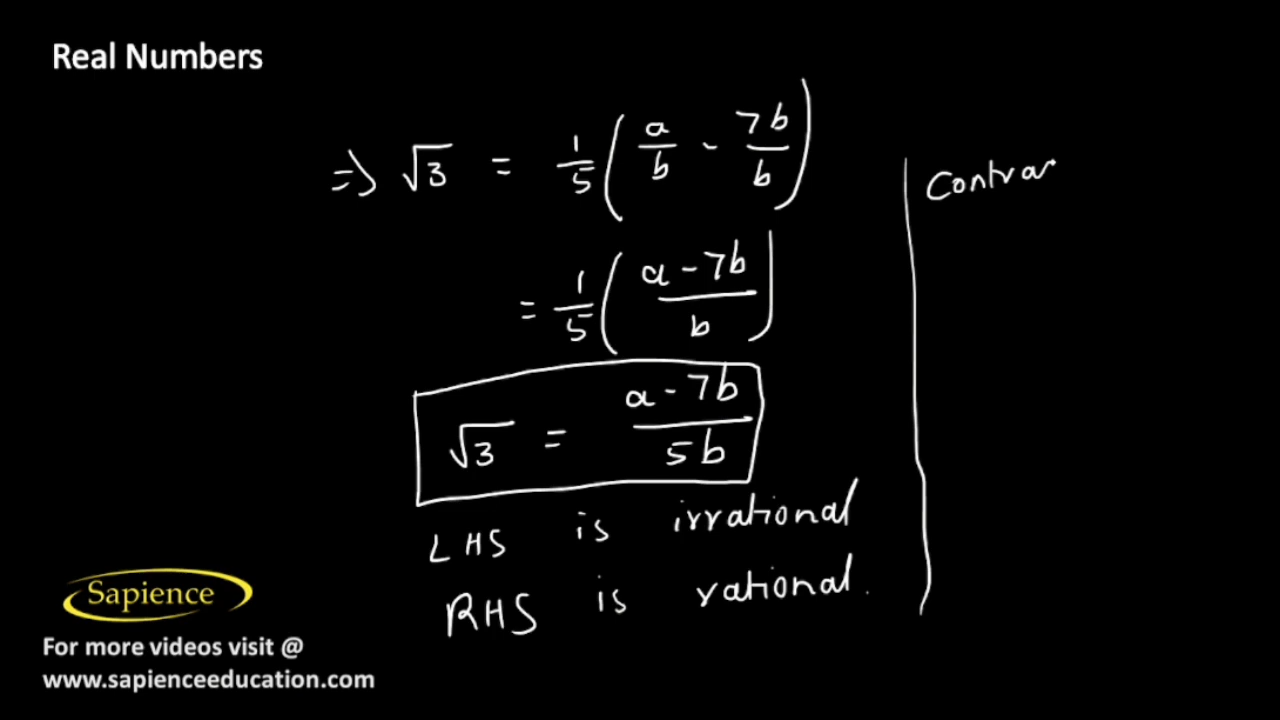 Real Numbers
⇒ √3 = 1/5 (a/b - 7b/b)
= 1/5 (a - 7b / b)
√3 = a - 7b / 5b
LHS is irrational
RHS is rational.
Contrar
Sapience
For more videos visit @
www.sapienceeducation.com